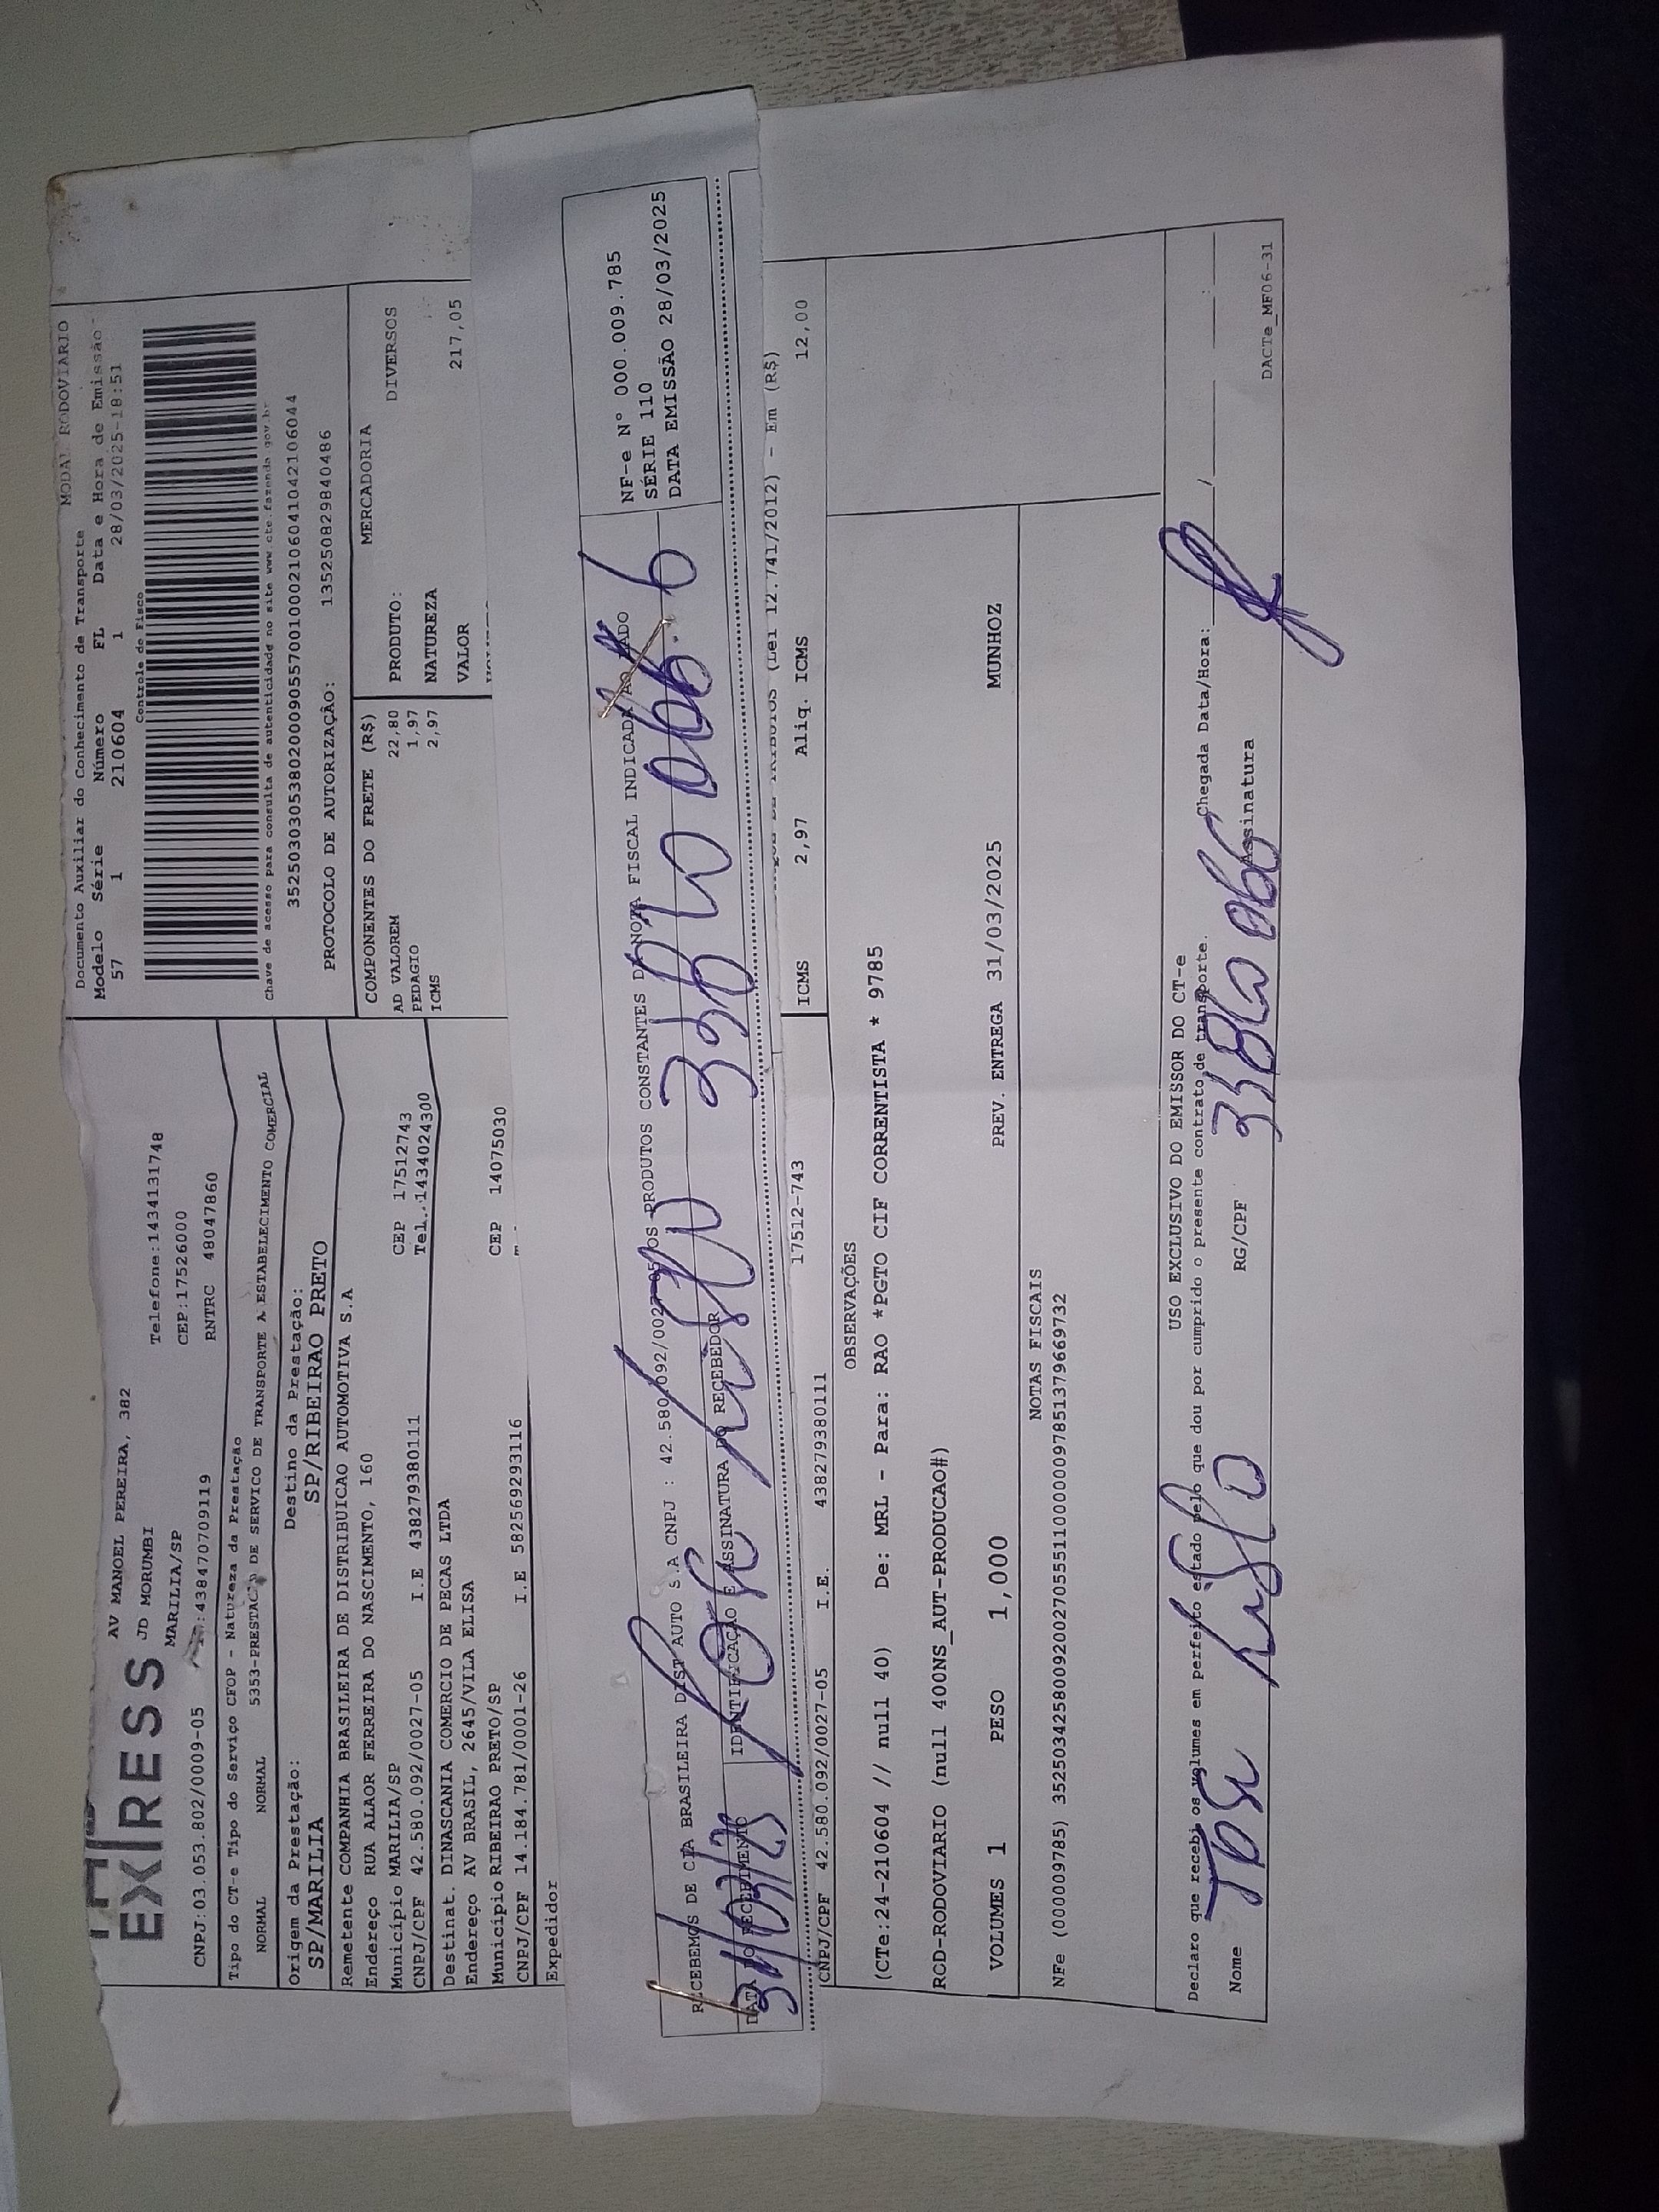 EXPRESS
AV MANOEL PEREIRA, 382
JD MORUMBI
Telefone:1434131748
MARILIA/SP
CEP:17526000
CNPJ:03.053.802/0009-05
:438470709119
RNTRC 48047860
Tipo do CT-e Tipo do Serviço CFOP - Natureza da Prestação
NORMAL NORMAL 5353-PRESTACAO DE SERVICO DE TRANSPORTE A ESTABELECIMENTO COMERCIAL
Origem da Prestação: Destino da Prestação:
SP/MARILIA SP/RIBEIRAO PRETO
Remetente COMPANHIA BRASILEIRA DE DISTRIBUICAO AUTOMOTIVA S.A
Endereço RUA ALAOR FERREIRA DO NASCIMENTO, 160
Município MARILIA/SP CEP 17512743
CNPJ/CPF 42.580.092/0027-05 I.E 438279380111 Tel..1434024300
Destinat. DINASCANIA COMERCIO DE PECAS LTDA
Endereço AV BRASIL, 2645/VILA ELISA
Município RIBEIRAO PRETO/SP CEP 14075030
CNPJ/CPF 14.184.781/0001-26 I.E 582569293116
Expedidor
MODAL RODOVIARIO
Documento Auxiliar do Conhecimento de Transporte
Modelo Série Número FL Data e Hora de Emissão
57 1 210604 1 28/03/2025-18:51
Controle do Fisco
Chave de acesso para consulta de autenticidade no site www.cte.fazenda.gov.br
35250303053802000905570010002106041042106044
PROTOCOLO DE AUTORIZAÇÃO: 135250829840486
COMPONENTES DO FRETE (R$)
AD VALOREM 22,80
PEDAGIO 1,97
ICMS 2,97
MERCADORIA
PRODUTO: DIVERSOS
NATUREZA
VALOR 217,05
RECEBEMOS DE CIA BRASILEIRA DIST AUTO S.A CNPJ : 42.580.092/0027-05 OS PRODUTOS CONSTANTES DA NOTA FISCAL INDICADA AO LADO
DATA DO RECEBIMENTO
IDENTIFICAÇÃO E ASSINATURA DO RECEBEDOR
31/03/25
NF-e N° 000.009.785
SÉRIE 110
DATA EMISSÃO 28/03/2025
(Lei 12.741/2012) - Em (R$)
17512-743
CNPJ/CPF 42.580.092/0027-05 I.E. 438279380111 ICMS 2,97 Aliq. ICMS 12,00
OBSERVAÇÕES
(CTe:24-210604 // null 40) De: MRL - Para: RAO *PGTO CIF CORRENTISTA * 9785
RCD-RODOVIARIO (null 400NS_AUT-PRODUCAO#)
VOLUMES 1 PESO 1,000 PREV. ENTREGA 31/03/2025 MUNHOZ
NOTAS FISCAIS
NFe (000009785) 35250342580092002705551100000097851379669732
USO EXCLUSIVO DO EMISSOR DO CT-e
Declaro que recebi os volumes em perfeito estado pelo que dou por cumprido o presente contrato de transporte.
Chegada Data/Hora:
Nome RG/CPF Assinatura
DACTe_MF06-31